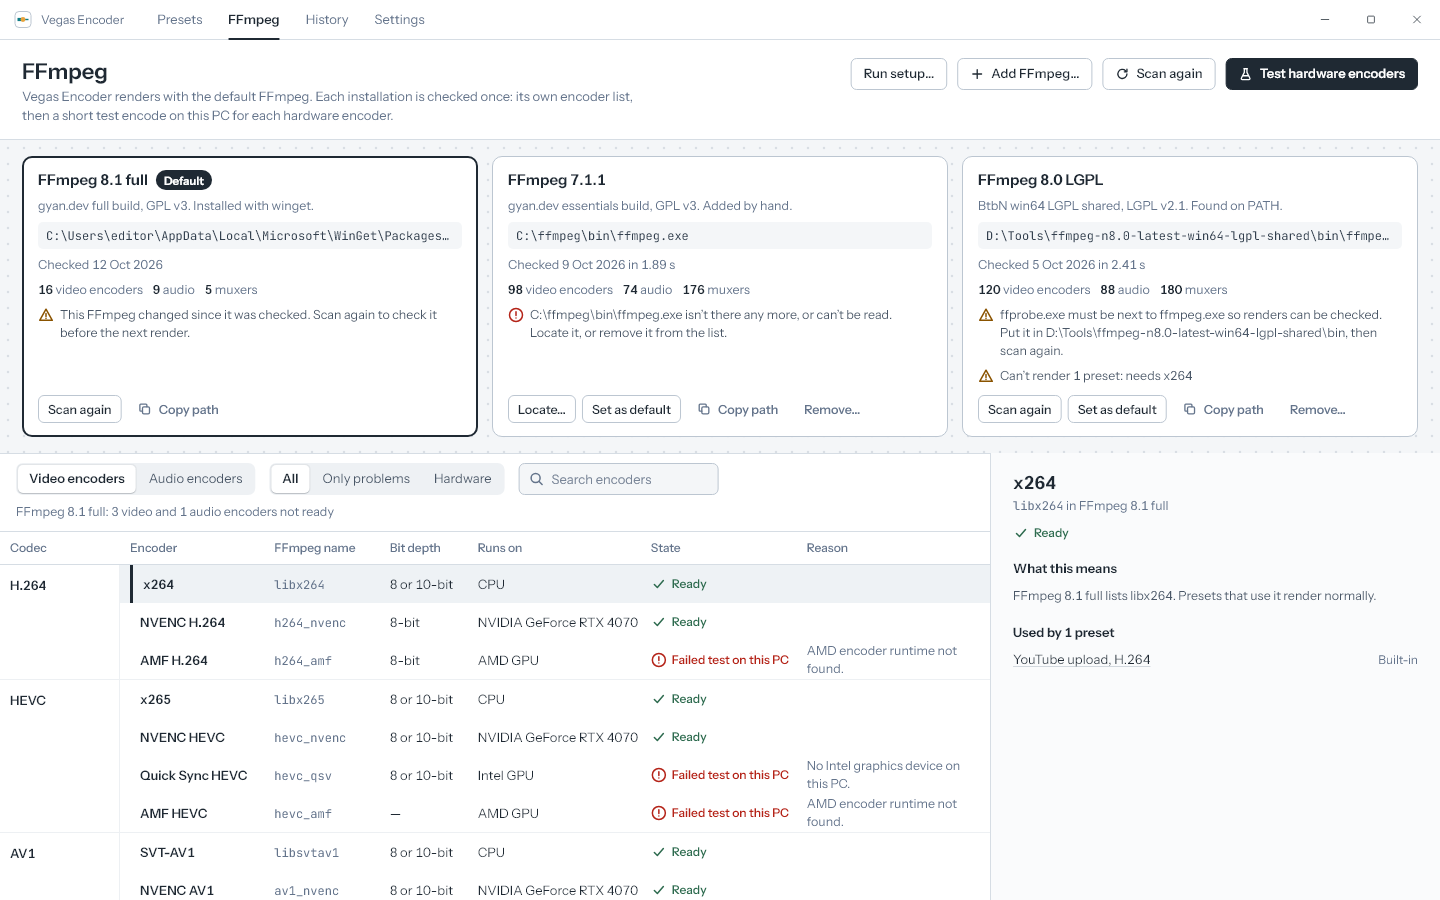 Vegas Encoder Presets FFmpeg History Settings
FFmpeg
Vegas Encoder renders with the default FFmpeg. Each installation is checked once: its own encoder list,
then a short test encode on this PC for each hardware encoder.
Run setup... Add FFmpeg... Scan again Test hardware encoders
FFmpeg 8.1 full Default
gyan.dev full build, GPL v3. Installed with winget.
C:\Users\editor\AppData\Local\Microsoft\WinGet\Packages…
Checked 12 Oct 2026
16 video encoders 9 audio 5 muxers
This FFmpeg changed since it was checked. Scan again to check it
before the next render.
Scan again Copy path
FFmpeg 7.1.1
gyan.dev essentials build, GPL v3. Added by hand.
C:\ffmpeg\bin\ffmpeg.exe
Checked 9 Oct 2026 in 1.89 s
98 video encoders 74 audio 176 muxers
C:\ffmpeg\bin\ffmpeg.exe isn't there any more, or can't be read.
Locate it, or remove it from the list.
Locate... Set as default Copy path Remove...
FFmpeg 8.0 LGPL
BtbN win64 LGPL shared, LGPL v2.1. Found on PATH.
D:\Tools\ffmpeg-n8.0-latest-win64-lgpl-shared\bin\ffmpe…
Checked 5 Oct 2026 in 2.41 s
120 video encoders 88 audio 180 muxers
ffprobe.exe must be next to ffmpeg.exe so renders can be checked.
Put it in D:\Tools\ffmpeg-n8.0-latest-win64-lgpl-shared\bin, then
scan again.
Can't render 1 preset: needs x264
Scan again Set as default Copy path Remove...
Video encoders Audio encoders All Only problems Hardware Search encoders
FFmpeg 8.1 full: 3 video and 1 audio encoders not ready
Codec Encoder FFmpeg name Bit depth Runs on State Reason
H.264 x264 libx264 8 or 10-bit CPU Ready
NVENC H.264 h264_nvenc 8-bit NVIDIA GeForce RTX 4070 Ready
AMF H.264 h264_amf 8-bit AMD GPU Failed test on this PC AMD encoder runtime not
found.
HEVC x265 libx265 8 or 10-bit CPU Ready
NVENC HEVC hevc_nvenc 8 or 10-bit NVIDIA GeForce RTX 4070 Ready
Quick Sync HEVC hevc_qsv 8 or 10-bit Intel GPU Failed test on this PC No Intel graphics device on
this PC.
AMF HEVC hevc_amf — AMD GPU Failed test on this PC AMD encoder runtime not
found.
AV1 SVT-AV1 libsvtav1 8 or 10-bit CPU Ready
NVENC AV1 av1_nvenc 8 or 10-bit NVIDIA GeForce RTX 4070 Ready
x264
libx264 in FFmpeg 8.1 full
Ready
What this means
FFmpeg 8.1 full lists libx264. Presets that use it render normally.
Used by 1 preset
YouTube upload, H.264 Built-in